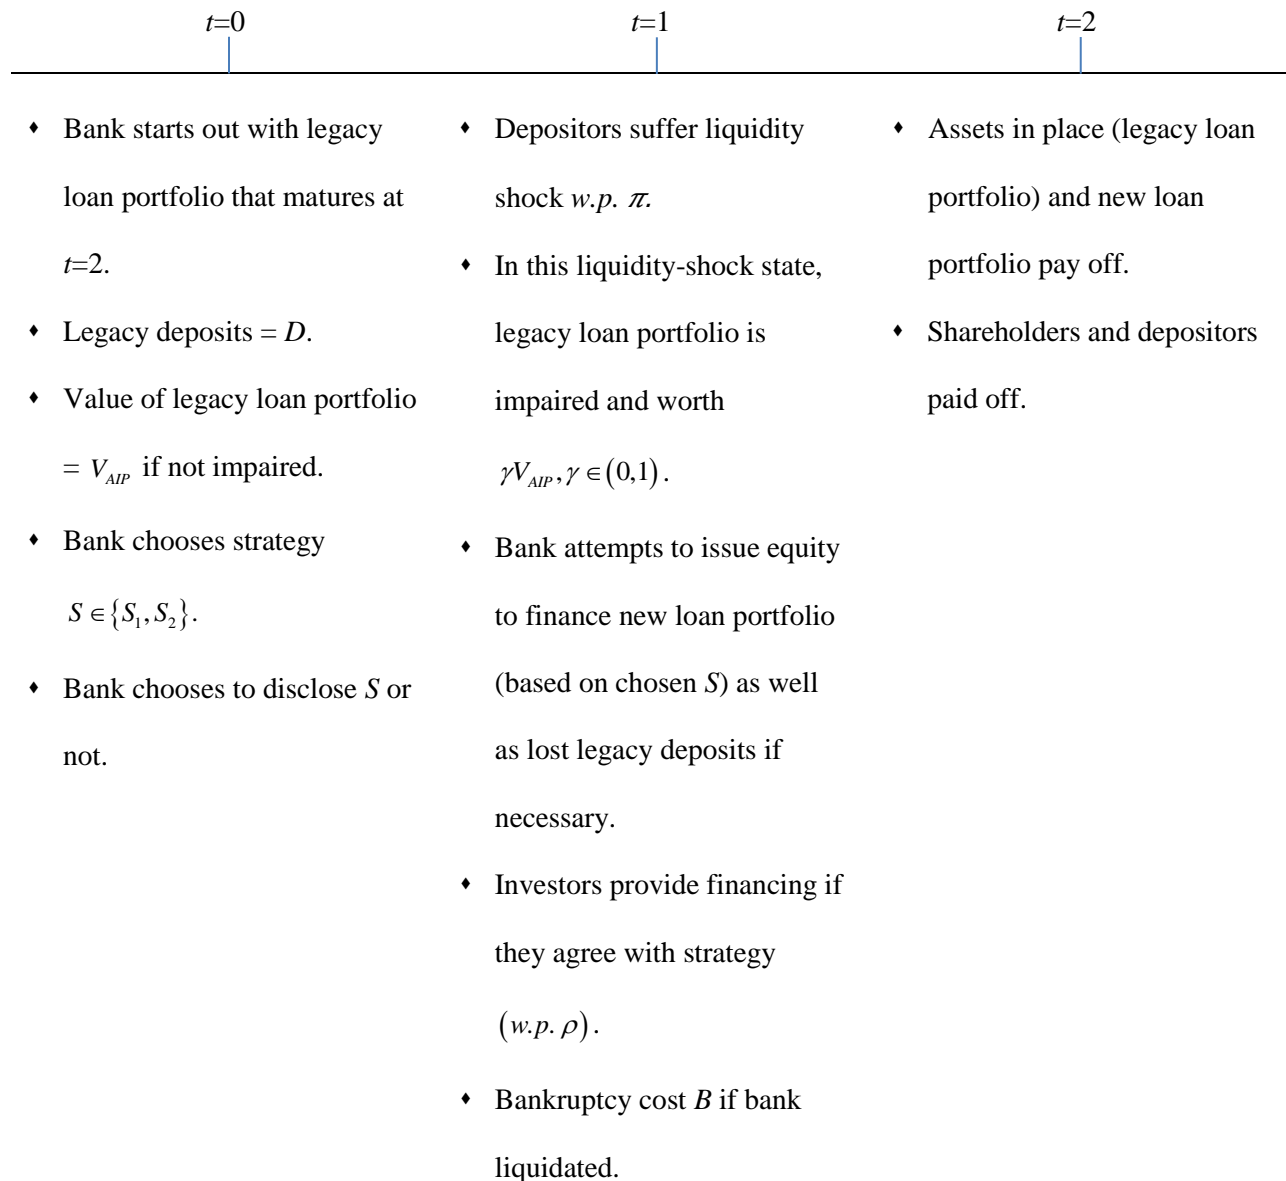 t=0
t=1
t=2
♦ Bank starts out with legacy
loan portfolio that matures at
t=2.
♦ Legacy deposits = D.
♦ Value of legacy loan portfolio
= V_{AIP} if not impaired.
♦ Bank chooses strategy
S ∈ {S₁, S₂}.
♦ Bank chooses to disclose S or
not.
♦ Depositors suffer liquidity
shock w.p. π.
♦ In this liquidity-shock state,
legacy loan portfolio is
impaired and worth
γV_{AIP}, γ ∈ (0,1).
♦ Bank attempts to issue equity
to finance new loan portfolio
(based on chosen S) as well
as lost legacy deposits if
necessary.
♦ Investors provide financing if
they agree with strategy
(w.p. ρ).
♦ Bankruptcy cost B if bank
liquidated.
♦ Assets in place (legacy loan
portfolio) and new loan
portfolio pay off.
♦ Shareholders and depositors
paid off.